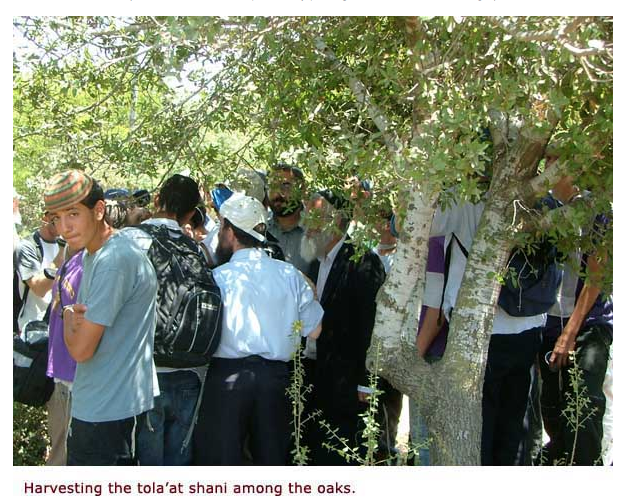 Harvesting the tola'at shani among the oaks.